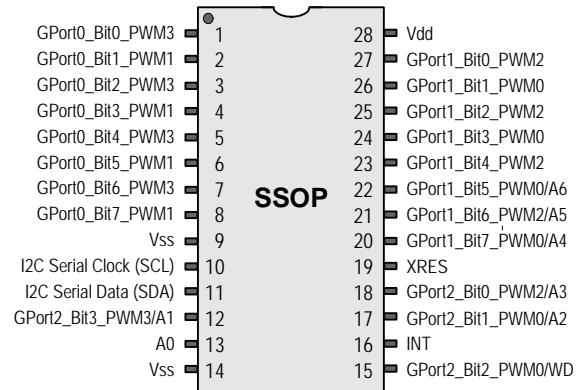 GPort0_Bit0_PWM3 1 28 Vdd
GPort0_Bit1_PWM1 2 27 GPort1_Bit0_PWM2
GPort0_Bit2_PWM3 3 26 GPort1_Bit1_PWM0
GPort0_Bit3_PWM1 4 25 GPort1_Bit2_PWM2
GPort0_Bit4_PWM3 5 24 GPort1_Bit3_PWM0
GPort0_Bit5_PWM1 6 23 GPort1_Bit4_PWM2
GPort0_Bit6_PWM3 7 SSOP 22 GPort1_Bit5_PWM0/A6
GPort0_Bit7_PWM1 8 21 GPort1_Bit6_PWM2/A5
Vss 9 20 GPort1_Bit7_PWM0/A4
I2C Serial Clock (SCL) 10 19 XRES
I2C Serial Data (SDA) 11 18 GPort2_Bit0_PWM2/A3
GPort2_Bit3_PWM3/A1 12 17 GPort2_Bit1_PWM0/A2
A0 13 16 INT
Vss 14 15 GPort2_Bit2_PWM0/WD